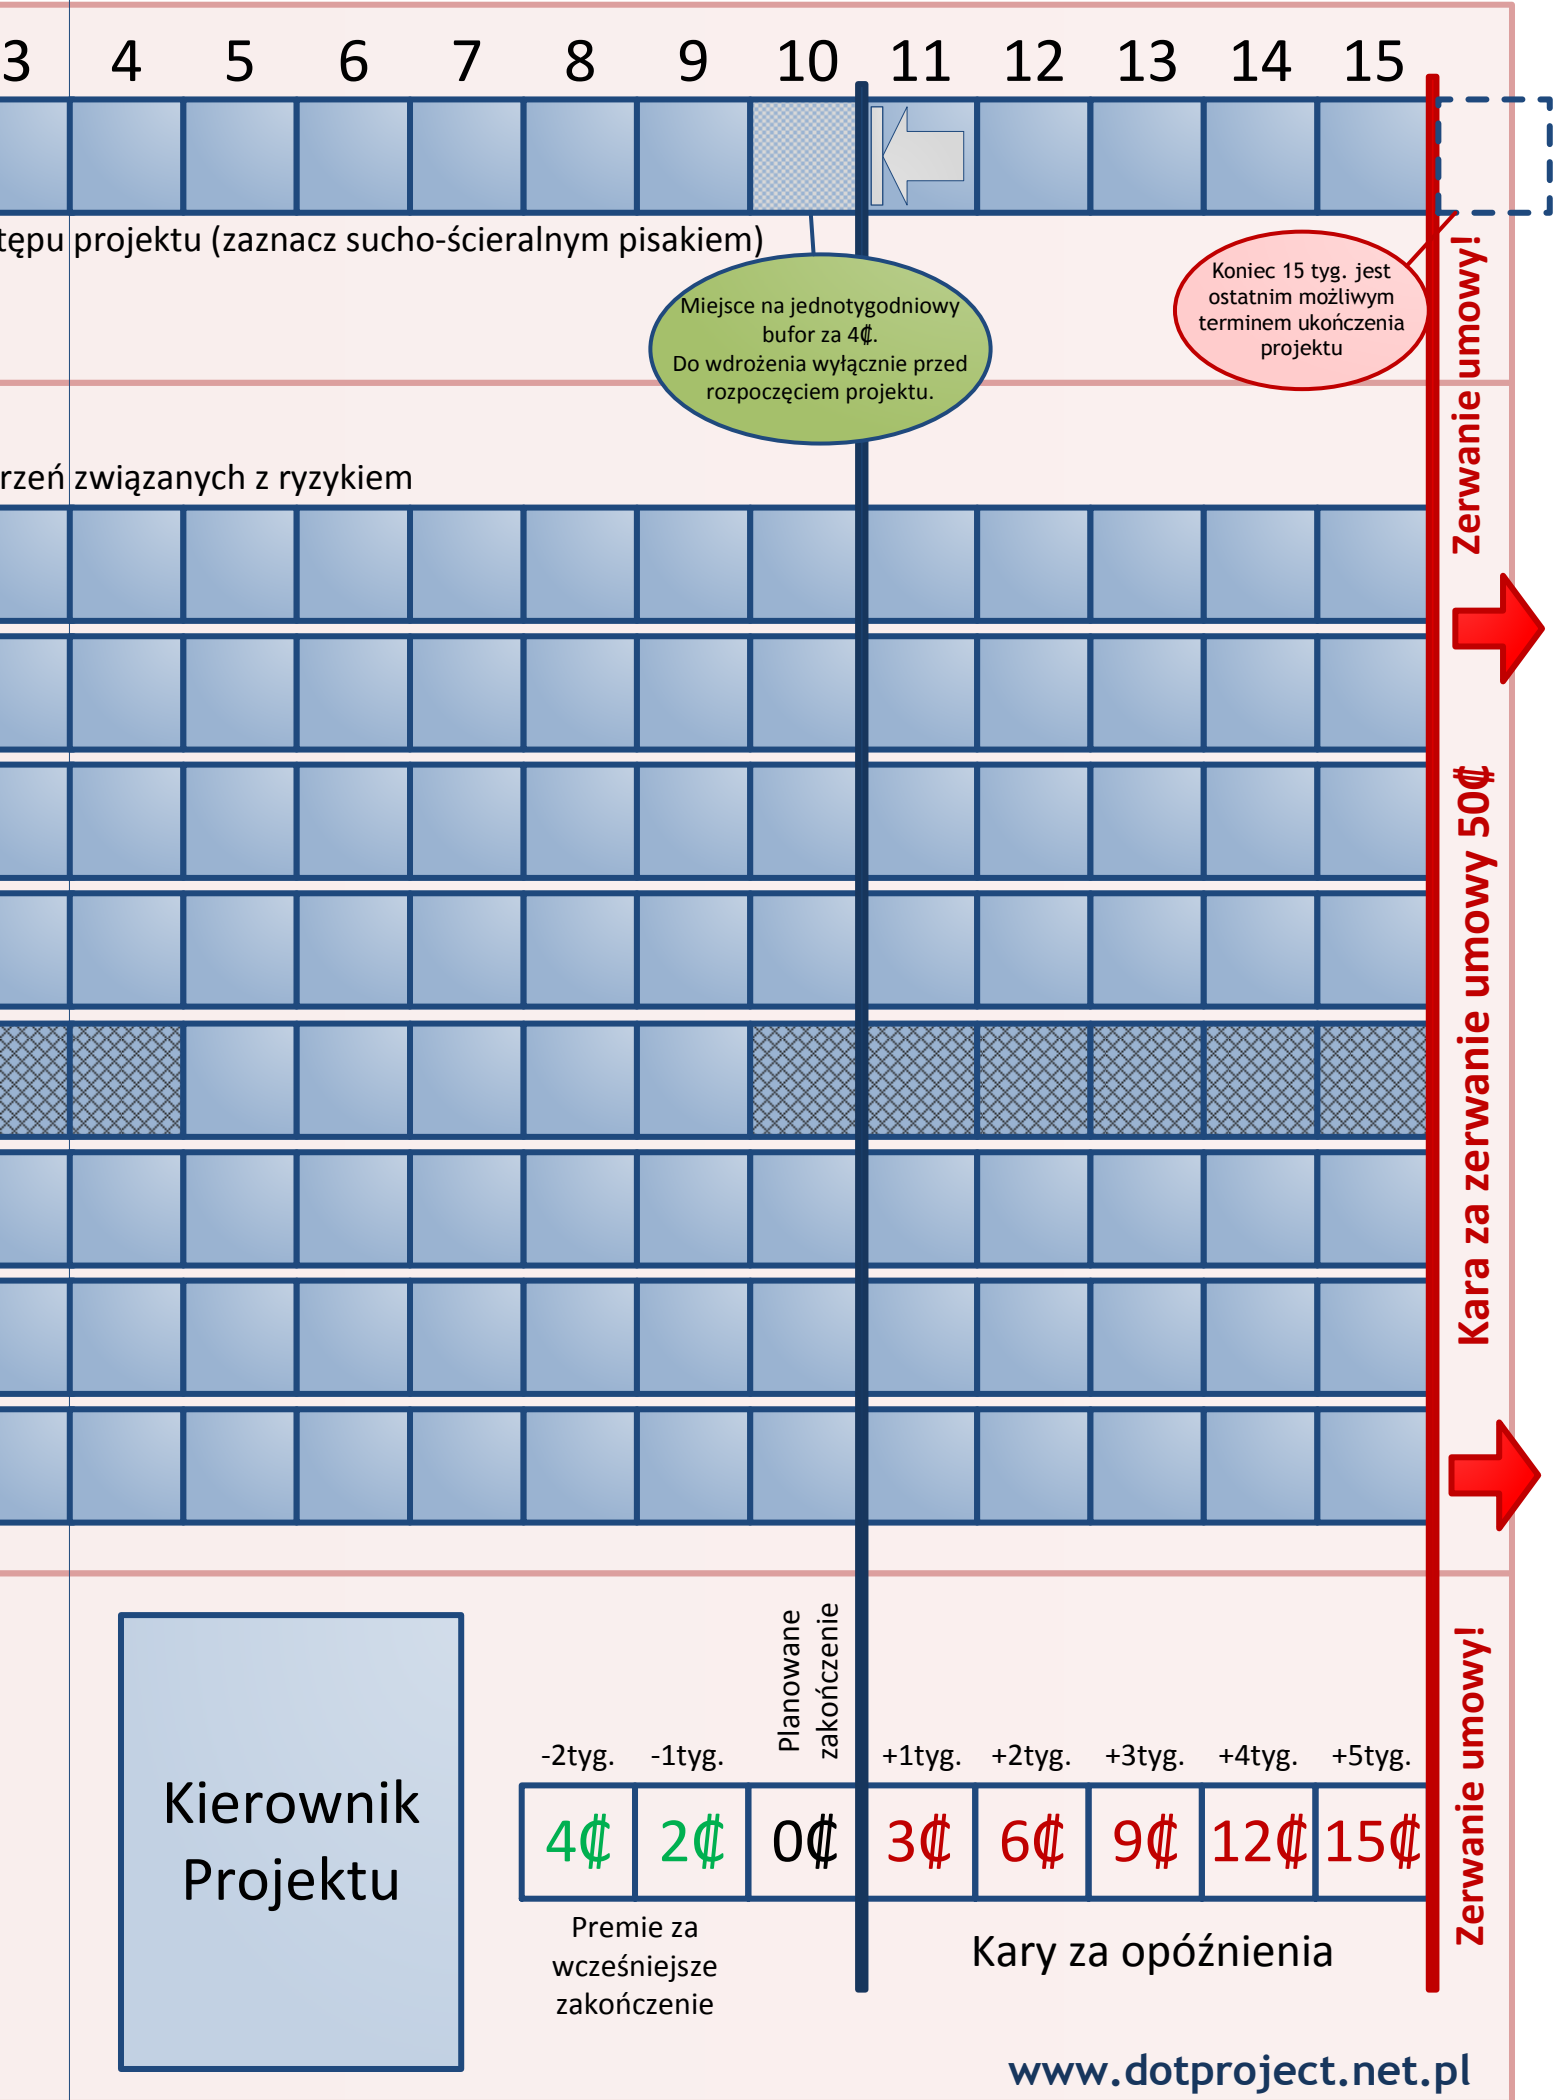 3 4 5 6 7 8 9 10 11 12 13 14 15
tępu projektu (zaznacz sucho-ścieralnym pisakiem)
Miejsce na jednotygodniowy
bufor za 4₵.
Do wdrożenia wyłącznie przed
rozpoczęciem projektu.
Koniec 15 tyg. jest
ostatnim możliwym
terminem ukończenia
projektu
Zerwanie umowy!
rzeń związanych z ryzykiem
Kara za zerwanie umowy 50₵
Kierownik
Projektu
Planowane
zakończenie
-2tyg. -1tyg. +1tyg. +2tyg. +3tyg. +4tyg. +5tyg.
4₵ 2₵ 0₵ 3₵ 6₵ 9₵ 12₵ 15₵
Premie za
wcześniejsze
zakończenie
Kary za opóźnienia
Zerwanie umowy!
www.dotproject.net.pl